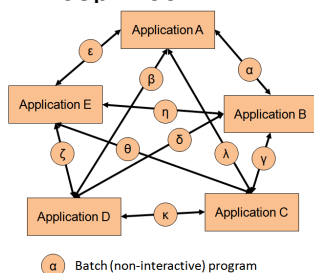 Application A
ε
α
β
Application E
η
Application B
δ
ζ
θ
λ
γ
Application D
κ
Application C
α Batch (non-interactive) program